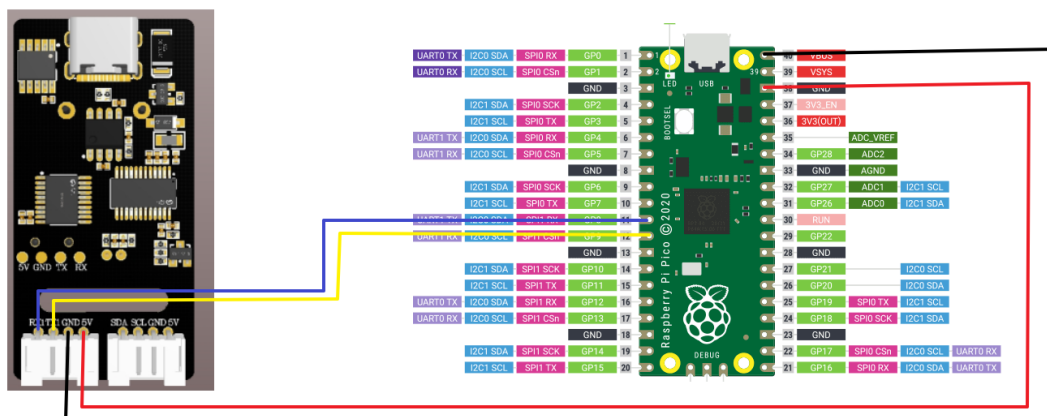 5V GND TX RX
SDA SCL GND 5V
UART0 TX I2C0 SDA SPI0 RX GP0 1
UART0 RX I2C0 SCL SPI0 CSn GP1 2
GND 3
I2C1 SDA SPI0 SCK GP2 4
I2C1 SCL SPI0 TX GP3 5
UART1 TX I2C0 SDA SPI0 RX GP4 6
UART1 RX I2C0 SCL SPI0 CSn GP5 7
GND 8
I2C1 SDA SPI0 SCK GP6 9
I2C1 SCL SPI0 TX GP7 10
UART1 TX I2C0 SDA SPI1 RX GP8 11
UART1 RX I2C0 SCL SPI1 CSn GP9 12
GND 13
I2C1 SDA SPI1 SCK GP10 14
I2C1 SCL SPI1 TX GP11 15
UART0 TX I2C0 SDA SPI1 RX GP12 16
UART0 RX I2C0 SCL SPI1 CSn GP13 17
GND 18
I2C1 SDA SPI1 SCK GP14 19
I2C1 SCL SPI1 TX GP15 20
1
2
39
LED
USB
BOOTSEL
Raspberry Pi Pico © 2020
DEBUG
40 VBUS
39 VSYS
38 GND
37 3V3_EN
36 3V3(OUT)
35 ADC_VREF
34 GP28 ADC2
33 GND AGND
32 GP27 ADC1 I2C1 SCL
31 GP26 ADC0 I2C1 SDA
30 RUN
29 GP22
28 GND
27 GP21 I2C0 SCL
26 GP20 I2C0 SDA
25 GP19 SPI0 TX I2C1 SCL
24 GP18 SPI0 SCK I2C1 SDA
23 GND
22 GP17 SPI0 CSn I2C0 SCL UART0 RX
21 GP16 SPI0 RX I2C0 SDA UART0 TX